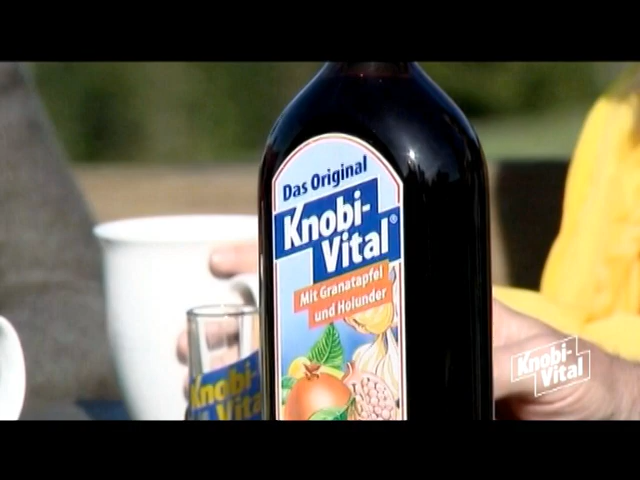 Das Original
Knobi-
Vital®
Mit Granatapfel
und Holunder
Knobi-
Vital
Knobi-
Vital